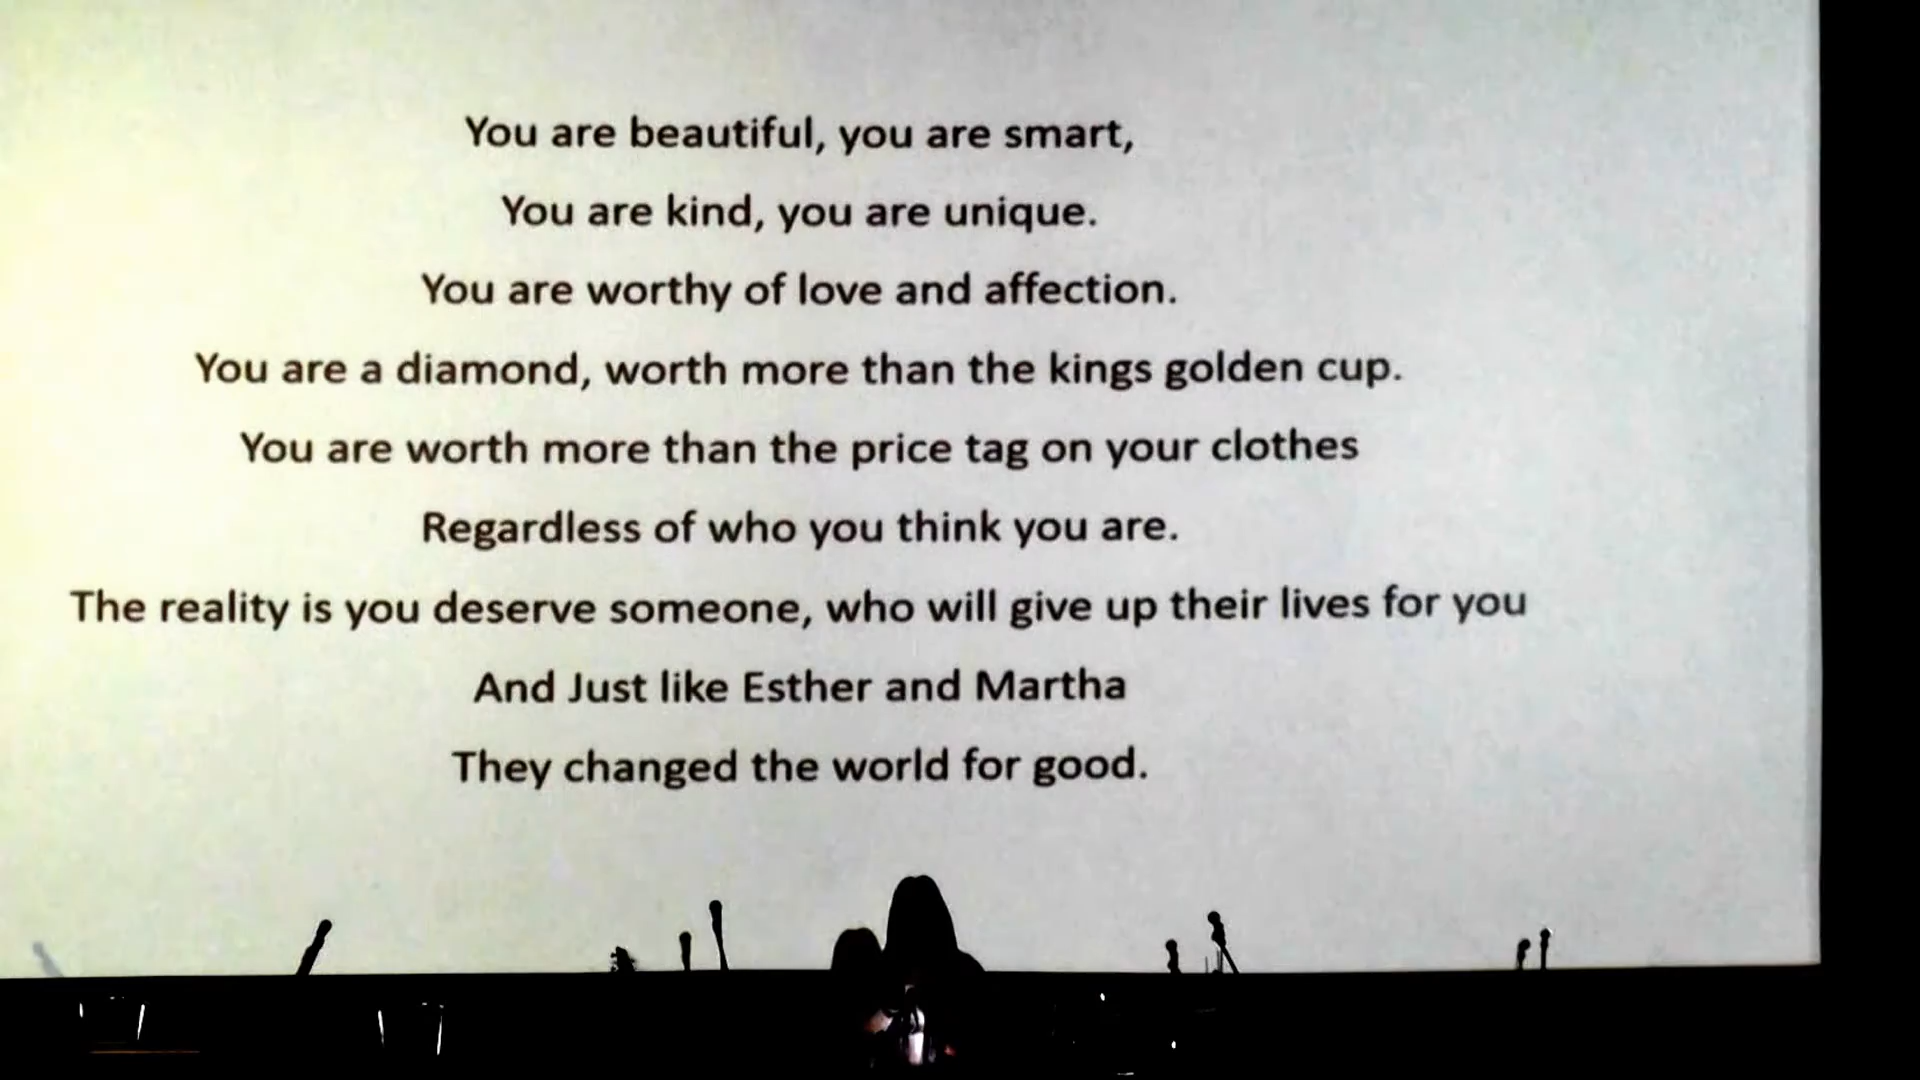 You are beautiful, you are smart,
You are kind, you are unique.
You are worthy of love and affection.
You are a diamond, worth more than the kings golden cup.
You are worth more than the price tag on your clothes
Regardless of who you think you are.
The reality is you deserve someone, who will give up their lives for you
And Just like Esther and Martha
They changed the world for good.